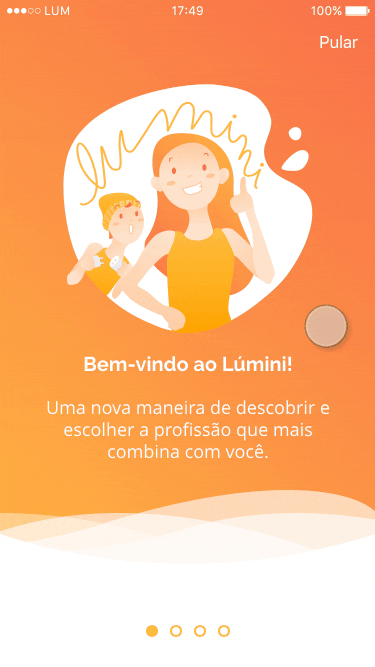 LUM 17:49 100%
Pular
lumini
Bem-vindo ao Lúmini!
Uma nova maneira de descobrir e
escolher a profissão que mais
combina com você.